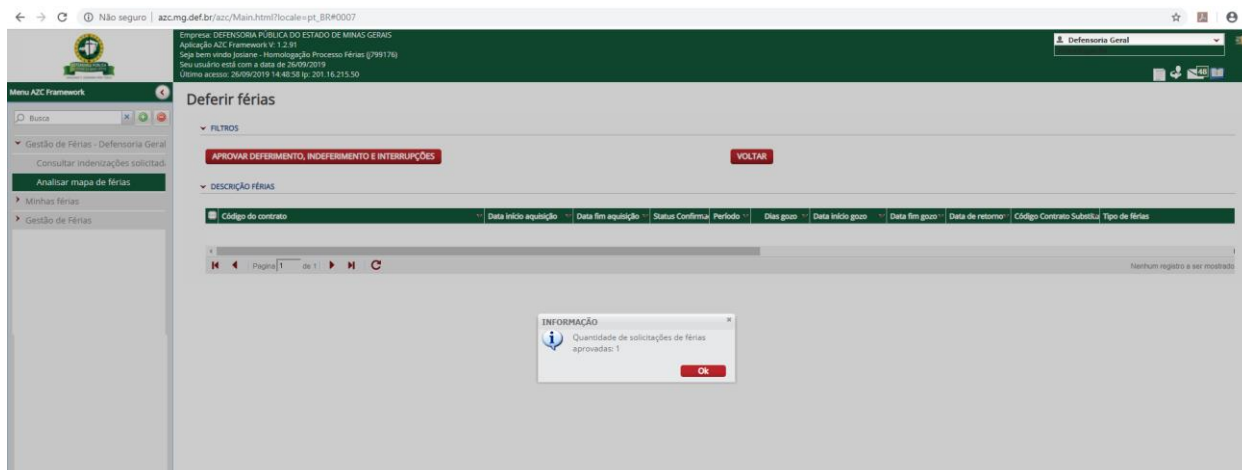 Não seguro | azc.mg.def.br/azc/Main.html?locale=pt_BR#0007
Empresa: DEFENSORIA PÚBLICA DO ESTADO DE MINAS GERAIS
Aplicação AZC Framework V: 1.2.91
Seja bem vindo Josiane - Homologação Processo Férias (j799176)
Seu usuário está com a data de 26/09/2019
Último acesso: 26/09/2019 14:48:58 Ip: 201.16.215.50
Defensoria Geral
48
Menu AZC Framework
Busca
Gestão de Férias - Defensoria Geral
Consultar indenizações solicitad
Analisar mapa de férias
Minhas férias
Gestão de Férias
Deferir férias
FILTROS
APROVAR DEFERIMENTO, INDEFERIMENTO E INTERRUPÇÕES
VOLTAR
DESCRIÇÃO FÉRIAS
Código do contrato Data início aquisição Data fim aquisição Status Confirma Período Dias gozo Data início gozo Data fim gozo Data de retorno Código Contrato Substitu Tipo de férias
Pagina 1 de 1
Nenhum registro a ser mostrado
INFORMAÇÃO
Quantidade de solicitações de férias
aprovadas: 1
Ok